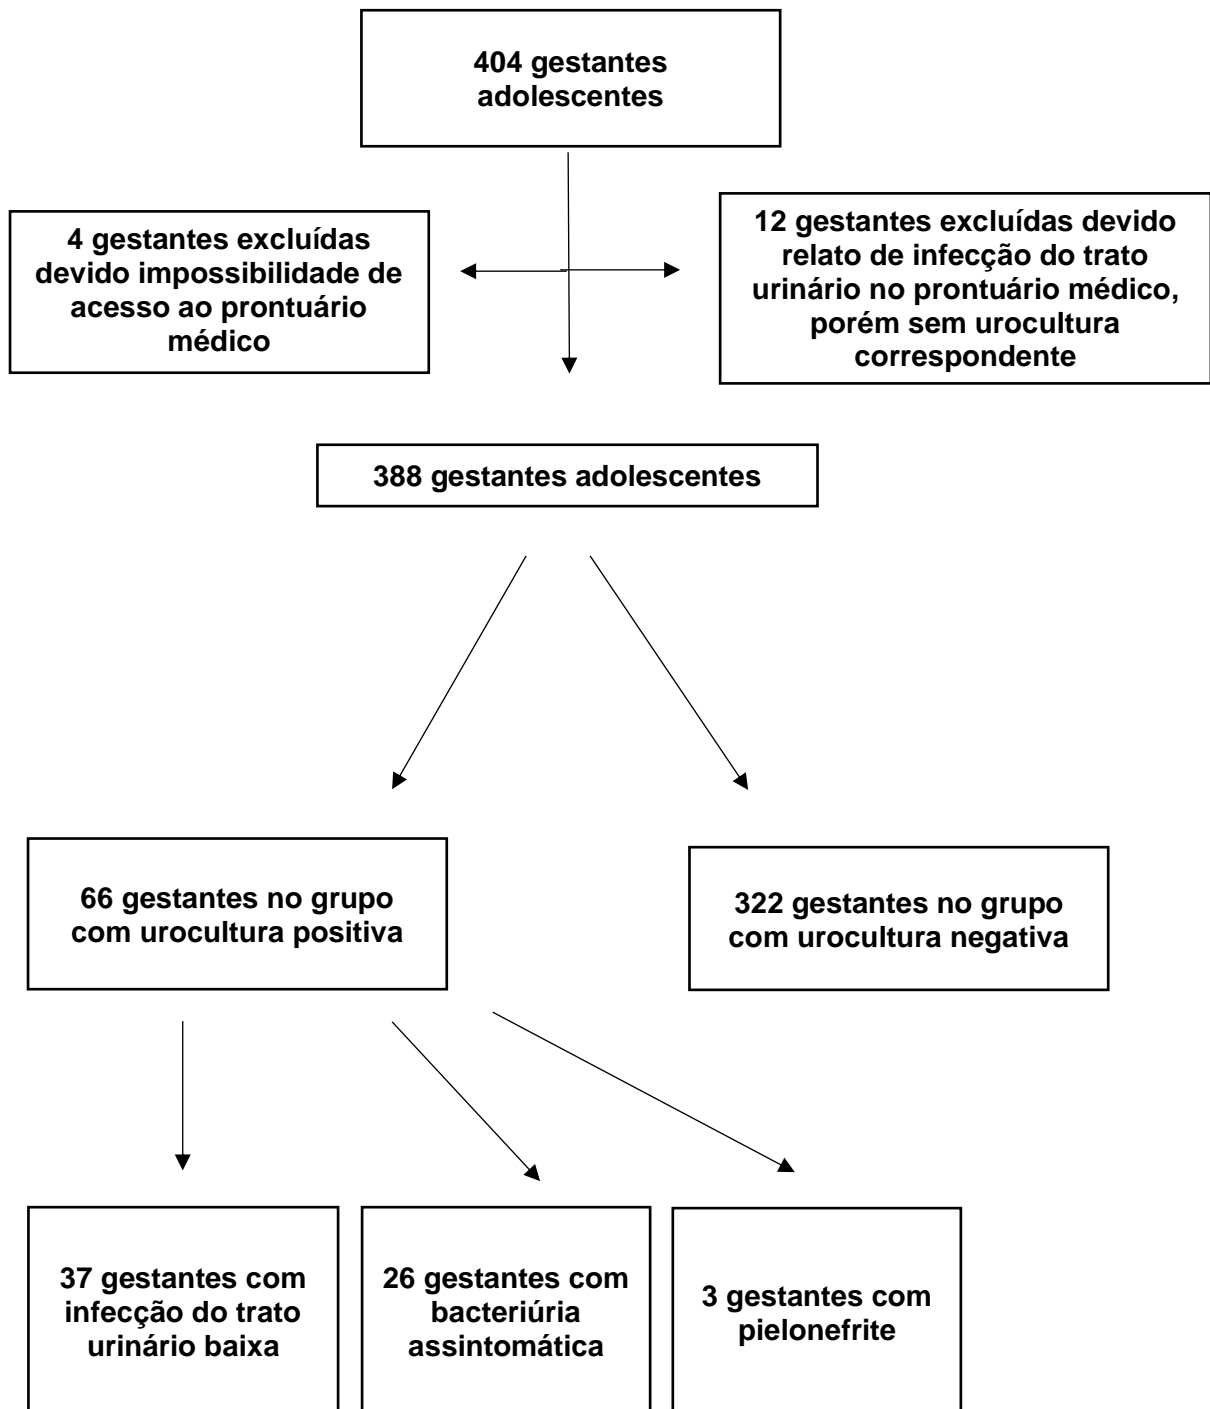 404 gestantes
adolescentes
4 gestantes excluídas
devido impossibilidade de
acesso ao prontuário
médico
12 gestantes excluídas devido
relato de infecção do trato
urinário no prontuário médico,
porém sem urocultura
correspondente
388 gestantes adolescentes
66 gestantes no grupo
com urocultura positiva
322 gestantes no grupo
com urocultura negativa
37 gestantes com
infecção do trato
urinário baixa
26 gestantes com
bacteriúria
assintomática
3 gestantes com
pielonefrite